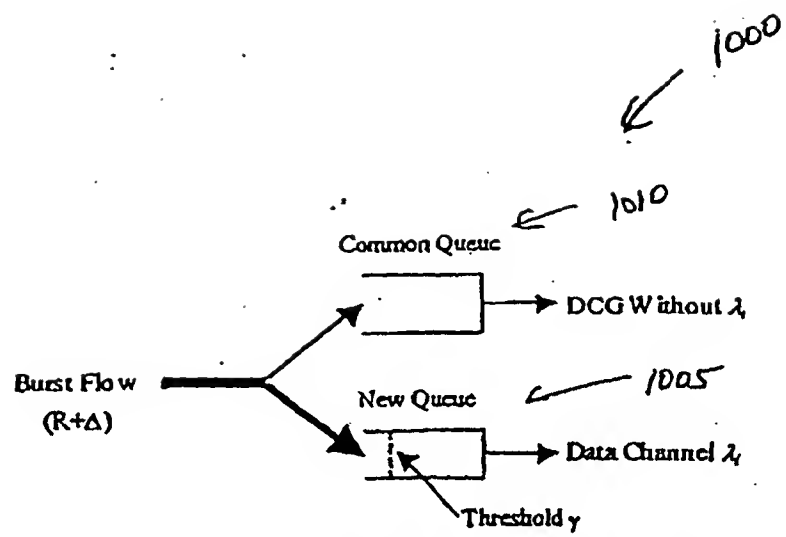 1000
1010
Common Queue
DCG Without λᵢ
Burst Flow
(R+Δ)
1005
New Queue
Data Channel λᵢ
Threshold γ